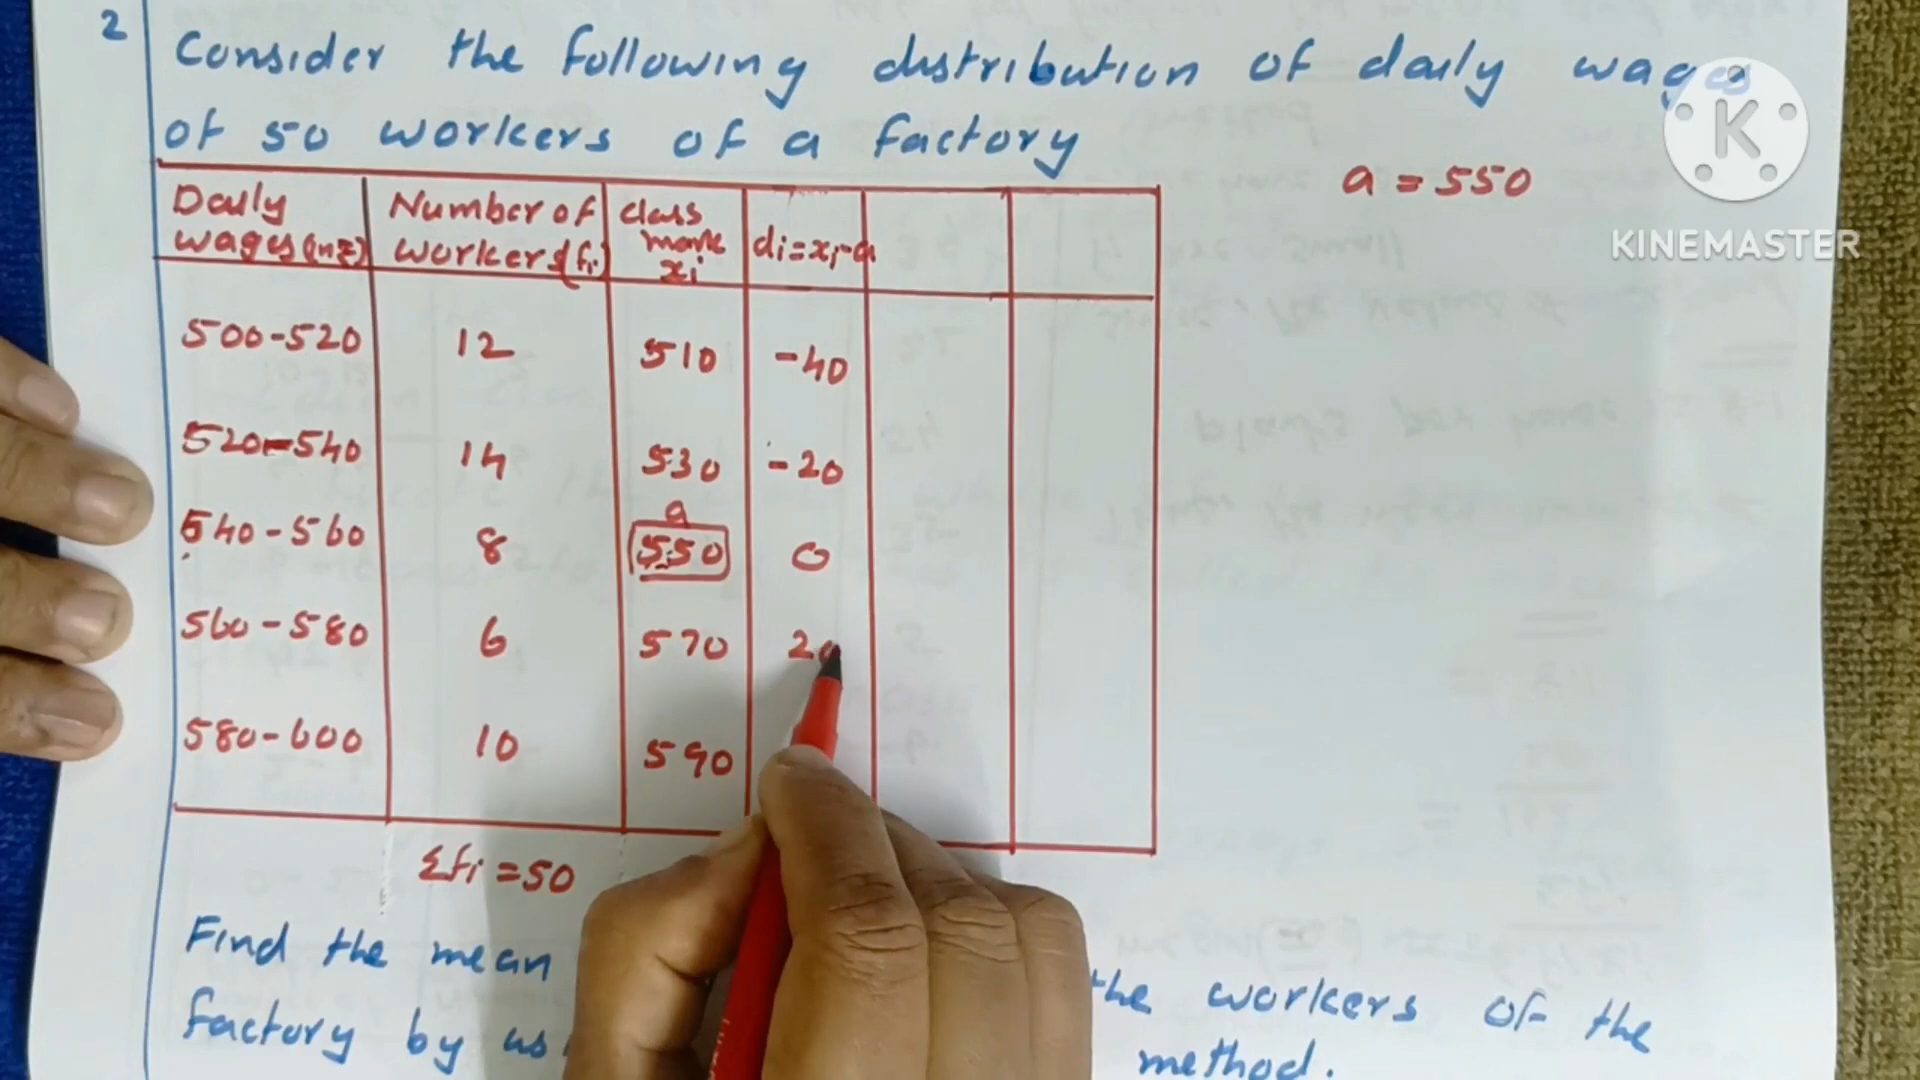 2
Consider the following distribution of daily wages
of 50 workers of a factory
a = 550
K
KINEMASTER
Daily wages(in ₹) Number of workers(fi) class mark xi di=xi-a
500-520 12 510 -40
520-540 14 530 -20
a
540-560 8 550 0
560-580 6 570 20
580-600 10 590
Σfi = 50
Find the mean the workers of the
factory by method.